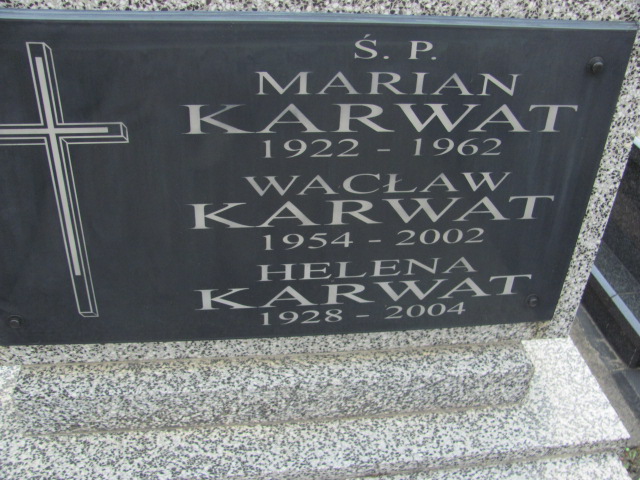 Ś. P.
MARIAN
KARWAT
1922 - 1962
WACŁAW
KARWAT
1954 - 2002
HELENA
KARWAT
1928 - 2004